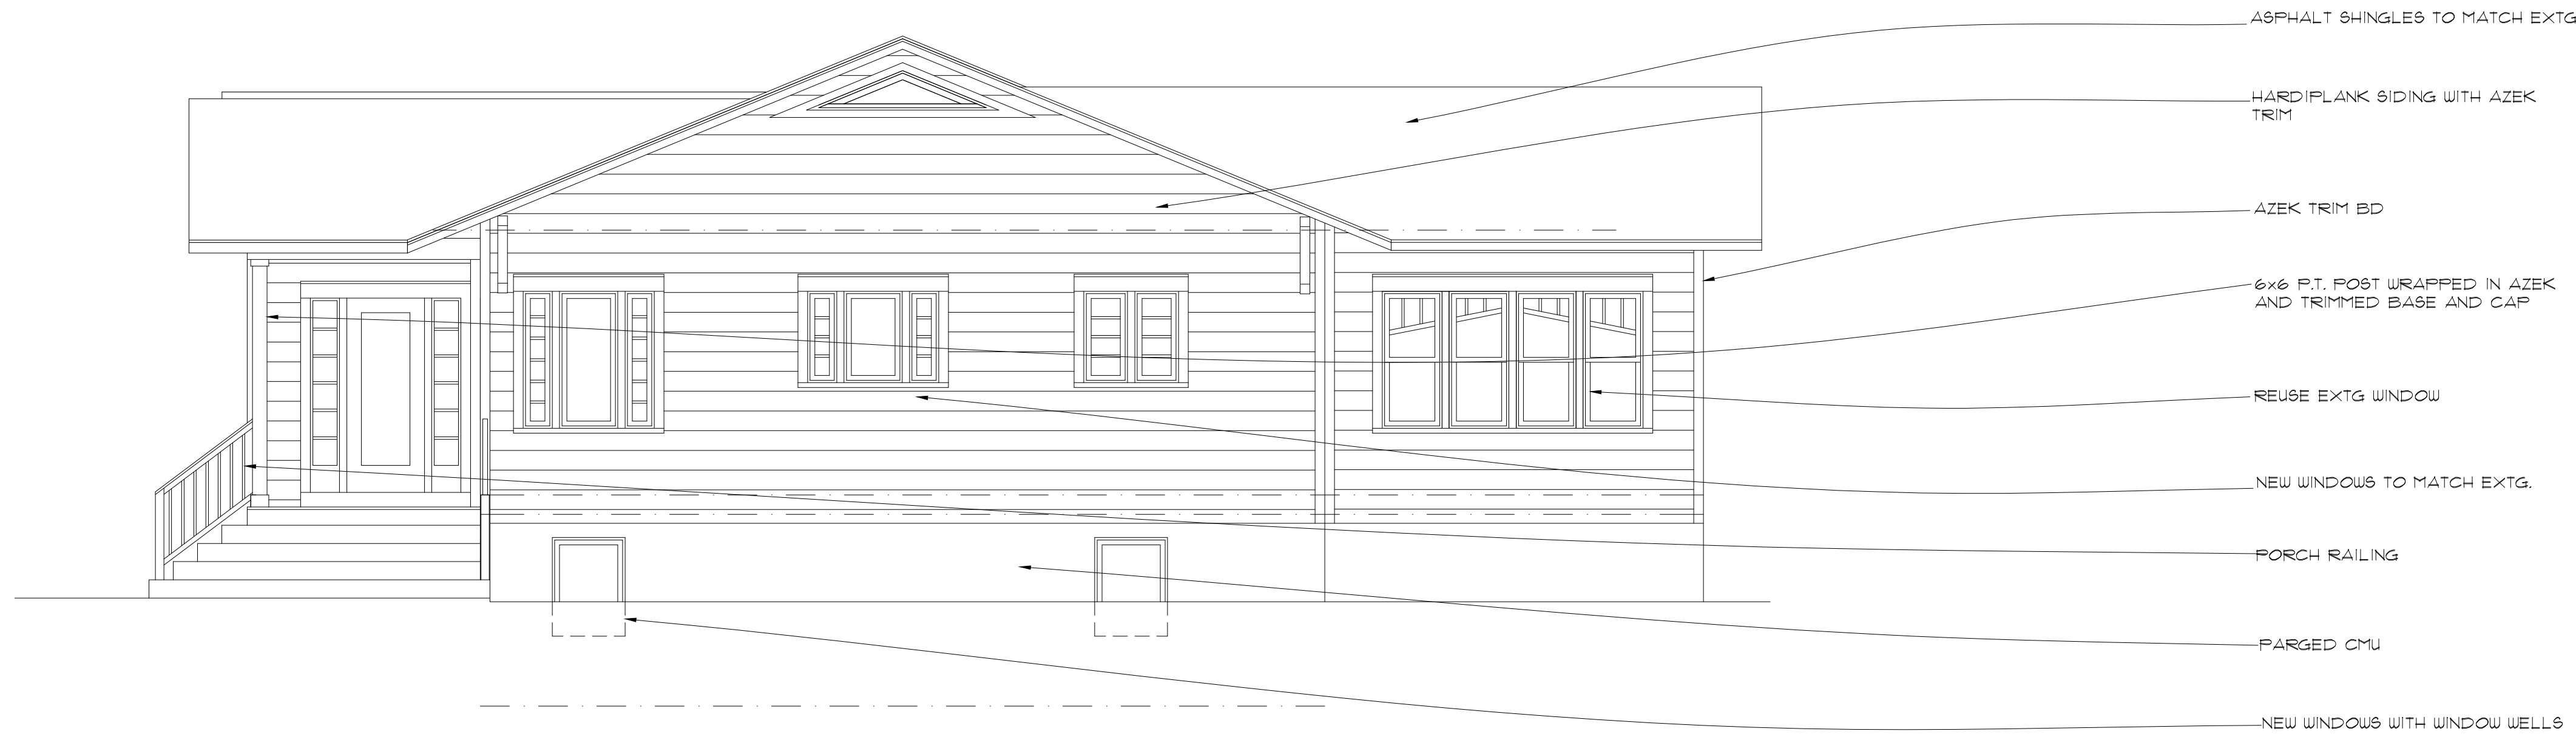 ASPHALT SHINGLES TO MATCH EXTG
HARDIPLANK SIDING WITH AZEK
TRIM
AZEK TRIM BD
6x6 P.T. POST WRAPPED IN AZEK
AND TRIMMED BASE AND CAP
REUSE EXTG WINDOW
NEW WINDOWS TO MATCH EXTG.
PORCH RAILING
PARGED CMU
NEW WINDOWS WITH WINDOW WELLS